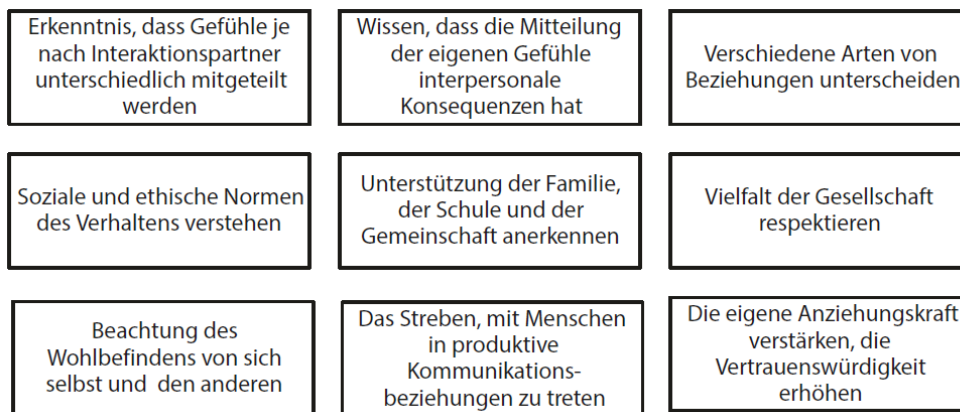 Erkenntnis, dass Gefühle je
nach Interaktionspartner
unterschiedlich mitgeteilt
werden
Wissen, dass die Mitteilung
der eigenen Gefühle
interpersonale
Konsequenzen hat
Verschiedene Arten von
Beziehungen unterscheiden
Soziale und ethische Normen
des Verhaltens verstehen
Unterstützung der Familie,
der Schule und der
Gemeinschaft anerkennen
Vielfalt der Gesellschaft
respektieren
Beachtung des
Wohlbefindens von sich
selbst und den anderen
Das Streben, mit Menschen
in produktive
Kommunikations-
beziehungen zu treten
Die eigene Anziehungskraft
verstärken, die
Vertrauenswürdigkeit
erhöhen